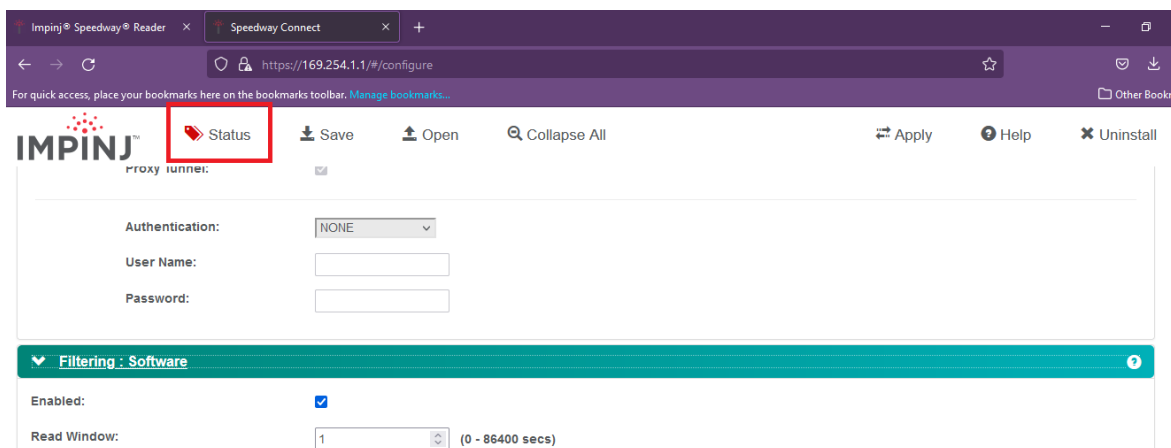 Impinj® Speedway® Reader
Speedway Connect
https://169.254.1.1/#/configure
For quick access, place your bookmarks here on the bookmarks toolbar. Manage bookmarks...
Other Bookr
IMPINJ™ Status Save Open Collapse All Apply Help Uninstall
Proxy Tunnel:
Authentication: NONE
User Name:
Password:
Filtering : Software
Enabled:
Read Window: 1 (0 - 86400 secs)